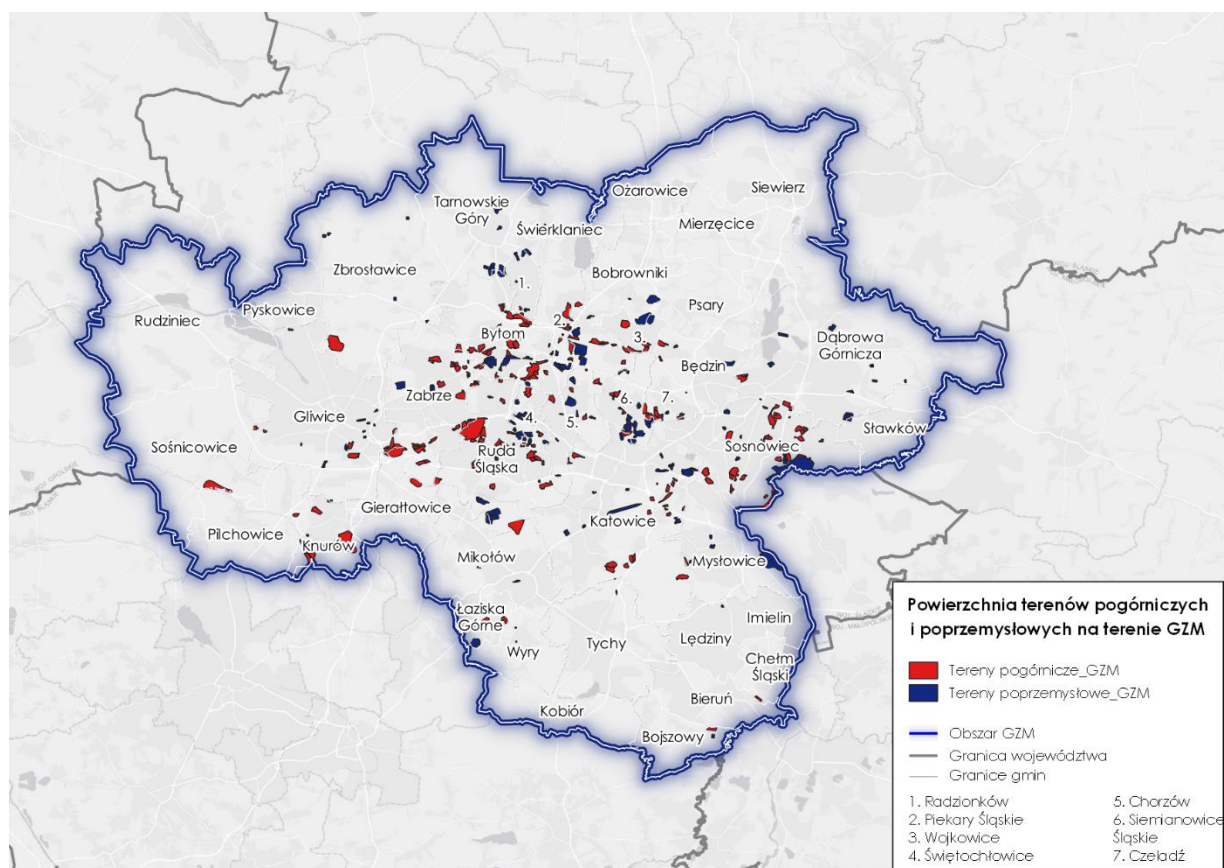 Ożarowice
Siewierz
Tarnowskie
Góry
Świerklaniec
Mierzęcice
Zbrosławice
Bobrowniki
1.
Pyskowice
Psary
Rudziniec
2.
Bytom
3.
Dąbrowa
Górnicza
Będzin
Zabrze
6.
7.
Gliwice
4.
5.
Sławków
Sośnicowice
Ruda
Śląska
Sosnowiec
Gierałtowice
Katowice
Pilchowice
Knurów
Mikołów
Mysłowice
Łaziska
Górne
Imielin
Wyry
Tychy
Lędziny
Chełm
Śląski
Bieruń
Kobiór
Bojszowy
Powierzchnia terenów pogórniczych
i poprzemysłowych na terenie GZM
Tereny pogórnicze_GZM
Tereny poprzemysłowe_GZM
Obszar GZM
Granica województwa
Granice gmin
1. Radzionków
2. Piekary Śląskie
3. Wojkowice
4. Świętochłowice
5. Chorzów
6. Siemianowice
Śląskie
7. Czeladź